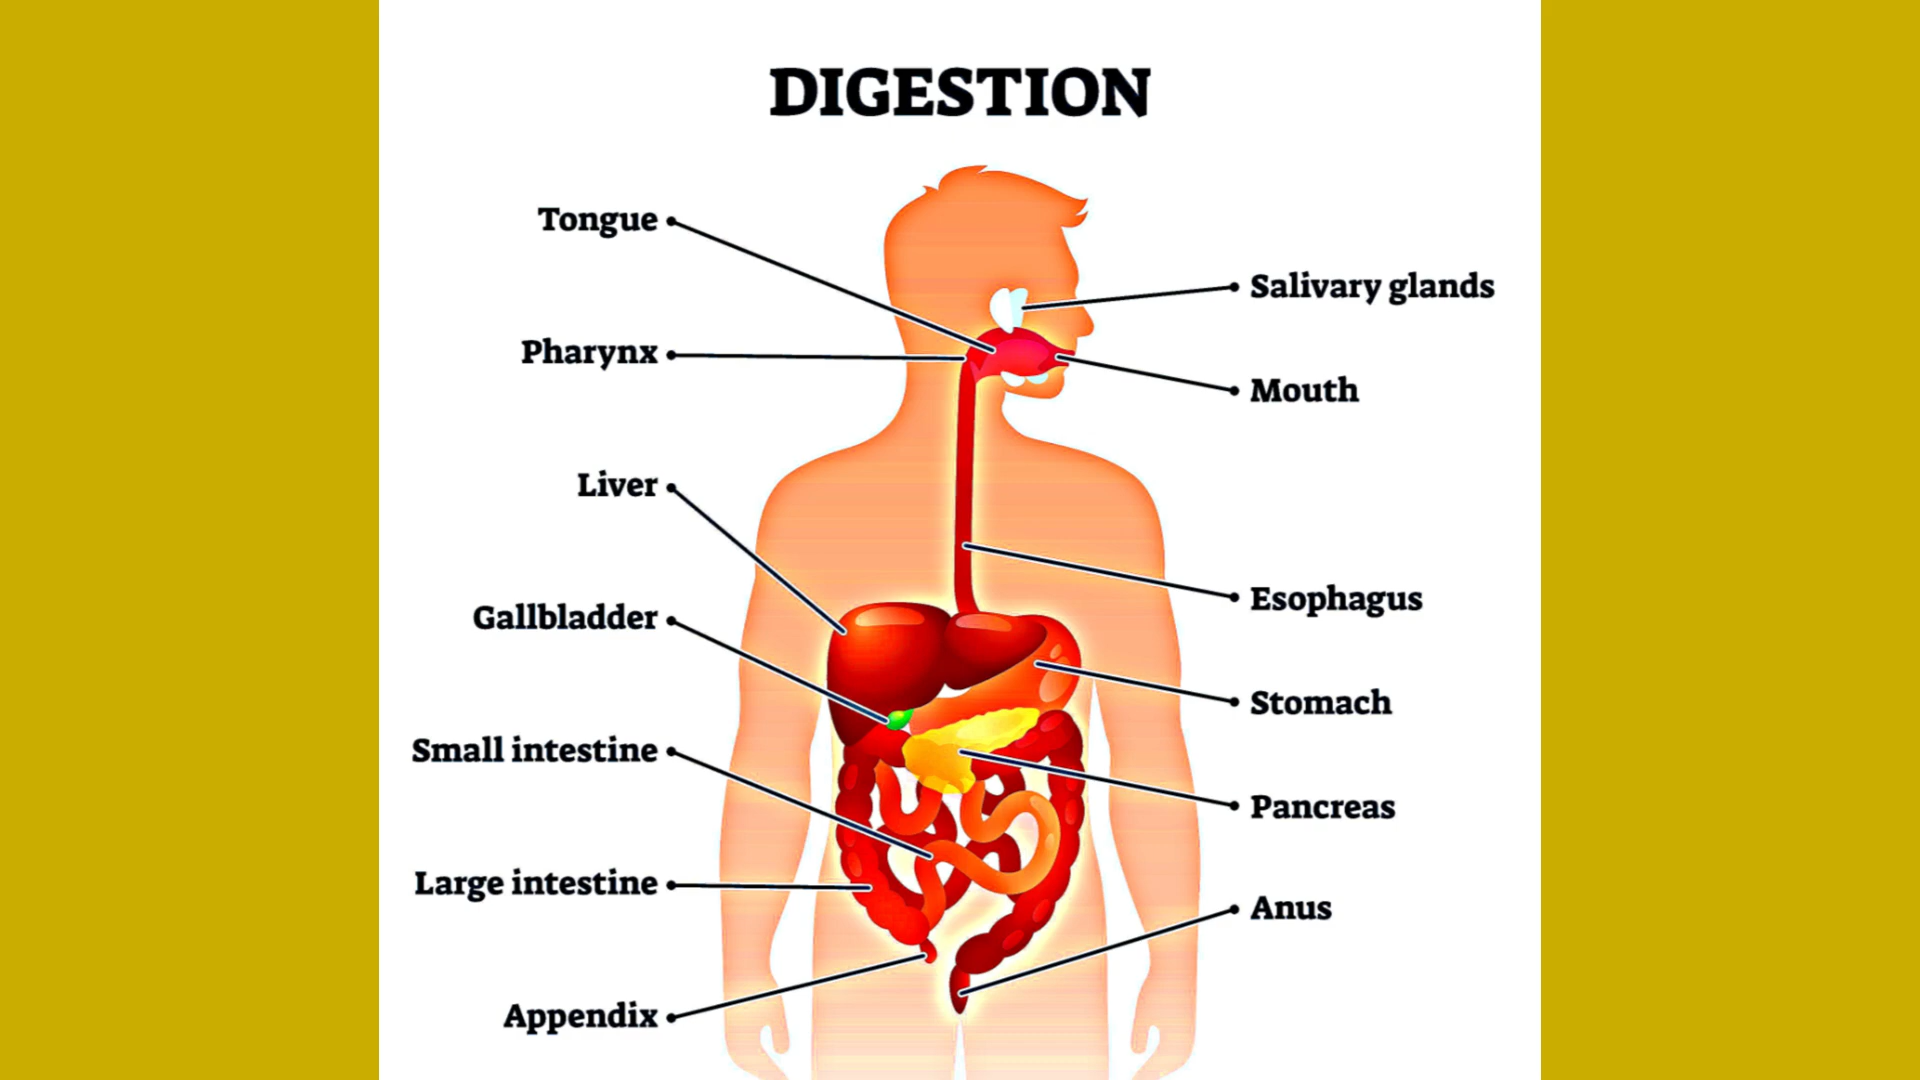 DIGESTION
Tongue
Pharynx
Liver
Gallbladder
Small intestine
Large intestine
Appendix
Salivary glands
Mouth
Esophagus
Stomach
Pancreas
Anus